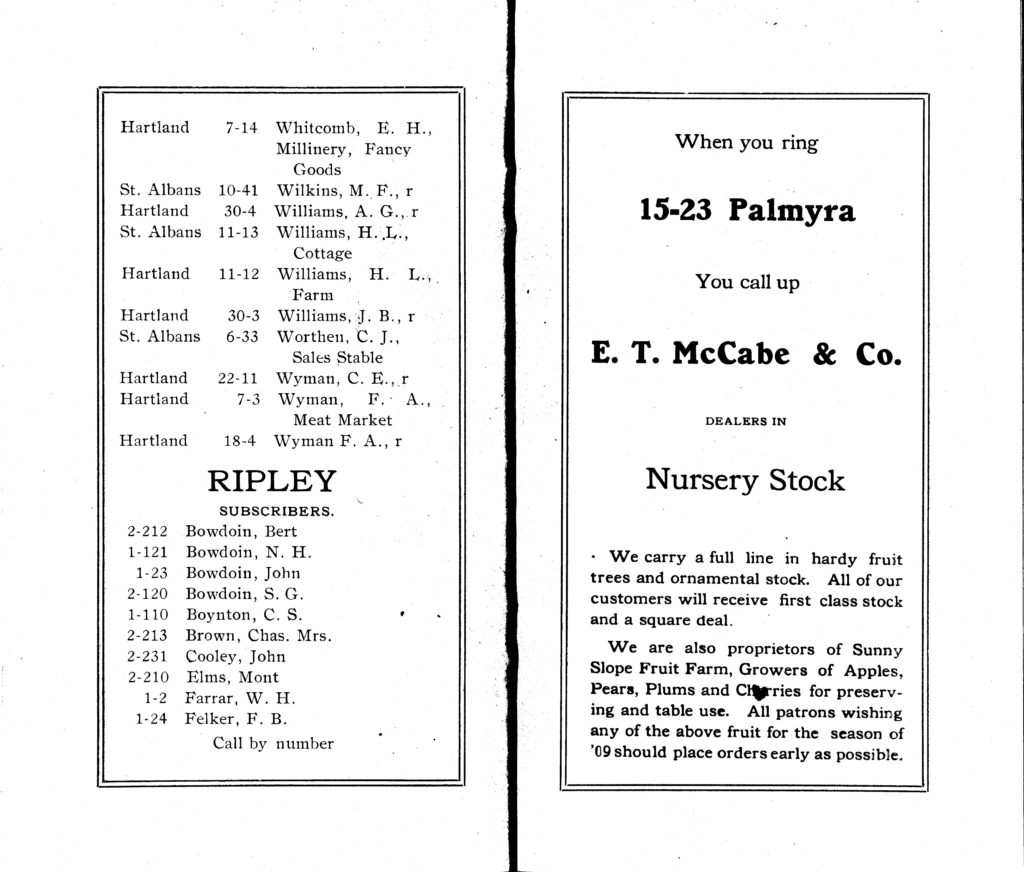 Hartland 7-14 Whitcomb, E. H.,
Millinery, Fancy
Goods
St. Albans 10-41 Wilkins, M. F., r
Hartland 30-4 Williams, A. G., r
St. Albans 11-13 Williams, H. L.,
Cottage
Hartland 11-12 Williams, H. L.,
Farm
Hartland 30-3 Williams, J. B., r
St. Albans 6-33 Worthen, C. J.,
Sales Stable
Hartland 22-11 Wyman, C. E., r
Hartland 7-3 Wyman, F. A.,
Meat Market
Hartland 18-4 Wyman F. A., r
RIPLEY
SUBSCRIBERS.
2-212 Bowdoin, Bert
1-121 Bowdoin, N. H.
1-23 Bowdoin, John
2-120 Bowdoin, S. G.
1-110 Boynton, C. S.
2-213 Brown, Chas. Mrs.
2-231 Cooley, John
2-210 Elms, Mont
1-2 Farrar, W. H.
1-24 Felker, F. B.
Call by number
When you ring
15-23 Palmyra
You call up
E. T. McCabe & Co.
DEALERS IN
Nursery Stock
We carry a full line in hardy fruit
trees and ornamental stock. All of our
customers will receive first class stock
and a square deal.
We are also proprietors of Sunny
Slope Fruit Farm, Growers of Apples,
Pears, Plums and Cherries for preserv-
ing and table use. All patrons wishing
any of the above fruit for the season of
'09 should place orders early as possible.